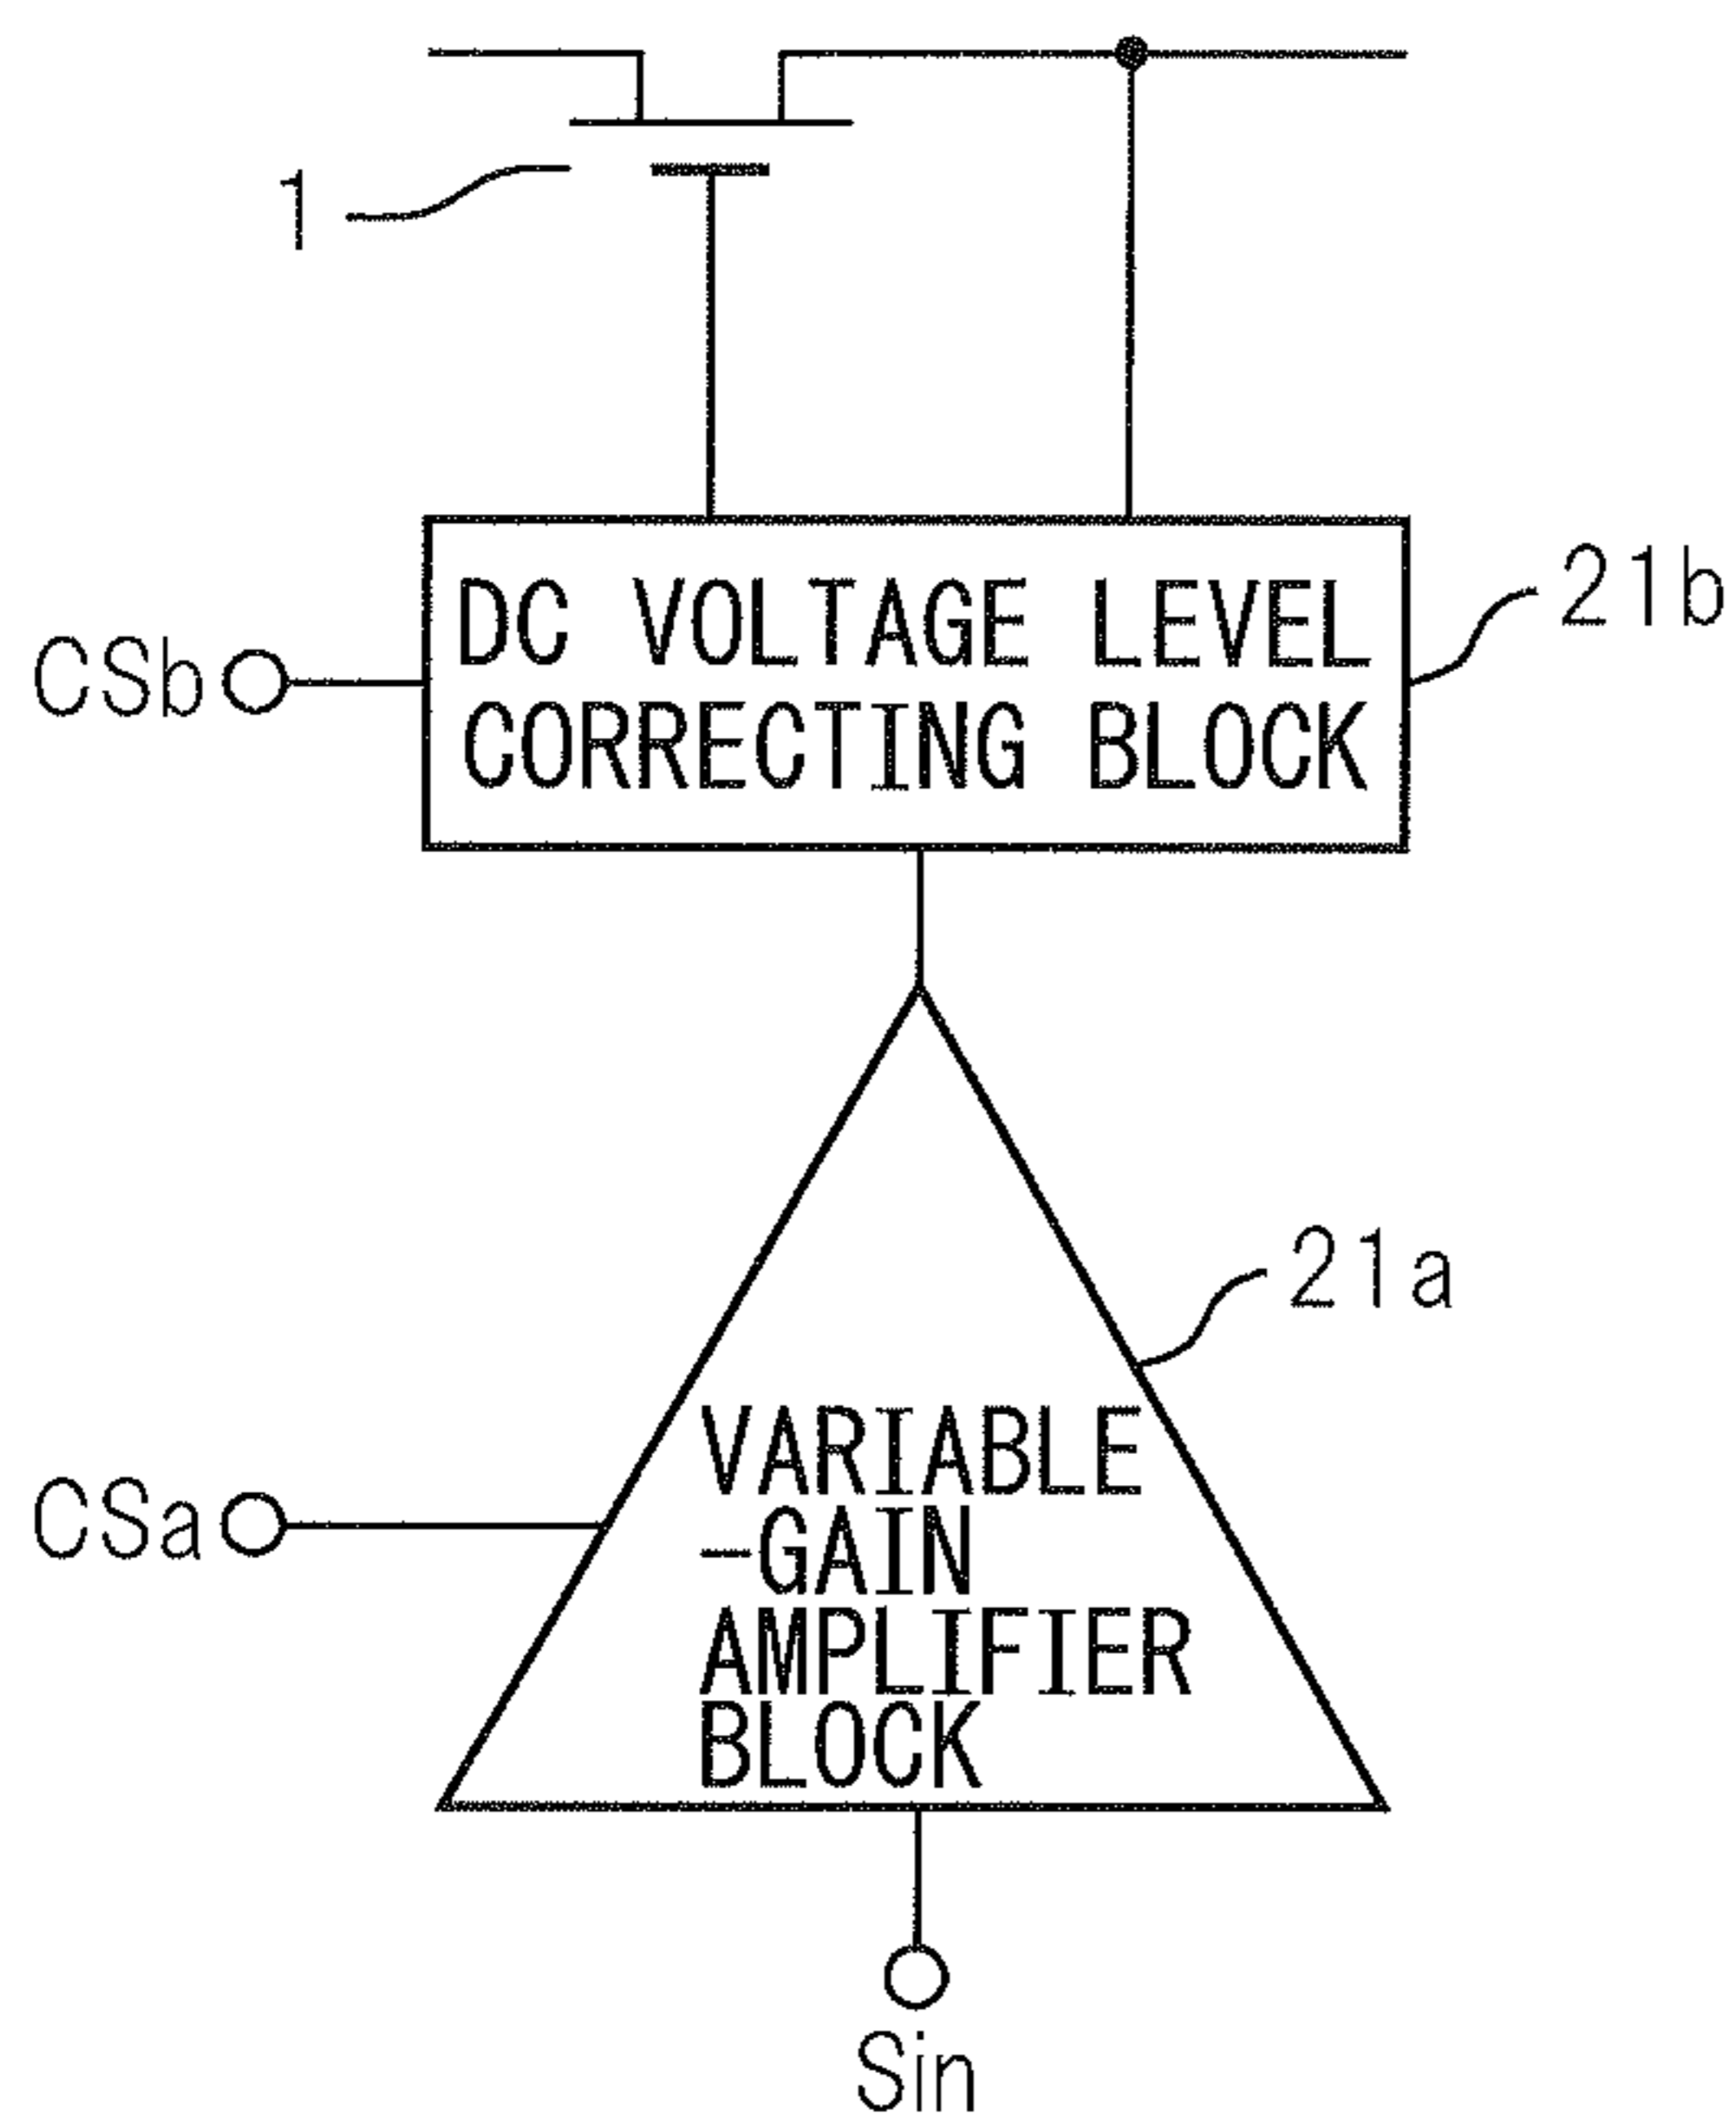 1
DC VOLTAGE LEVEL
CORRECTING BLOCK
21b
CSb
21a
VARIABLE
-GAIN
AMPLIFIER
BLOCK
CSa
Sin